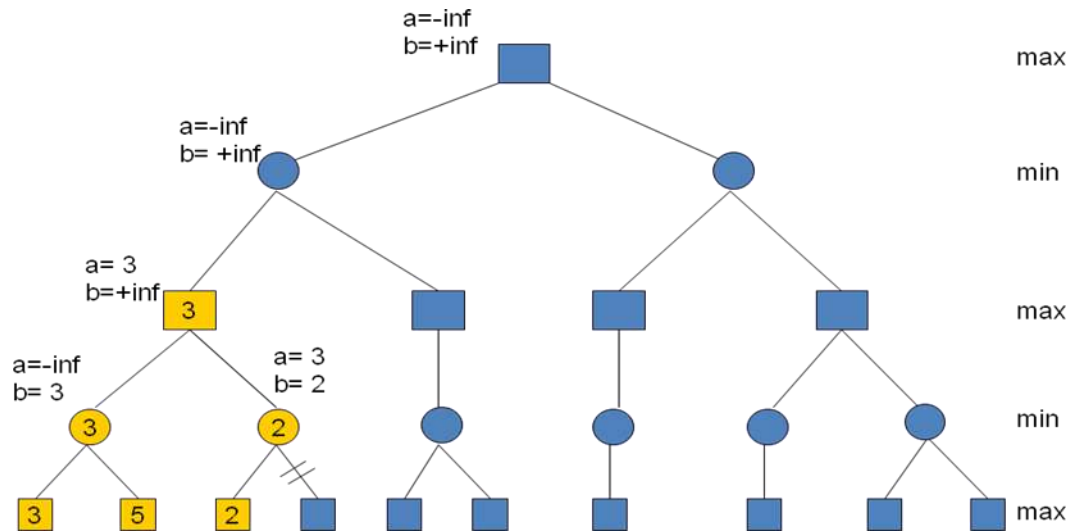 a=-inf
b=+inf
max
a=-inf
b= +inf
min
a= 3
b=+inf
3
max
a=-inf
b= 3
a= 3
b= 2
3
2
min
3
5
2
max